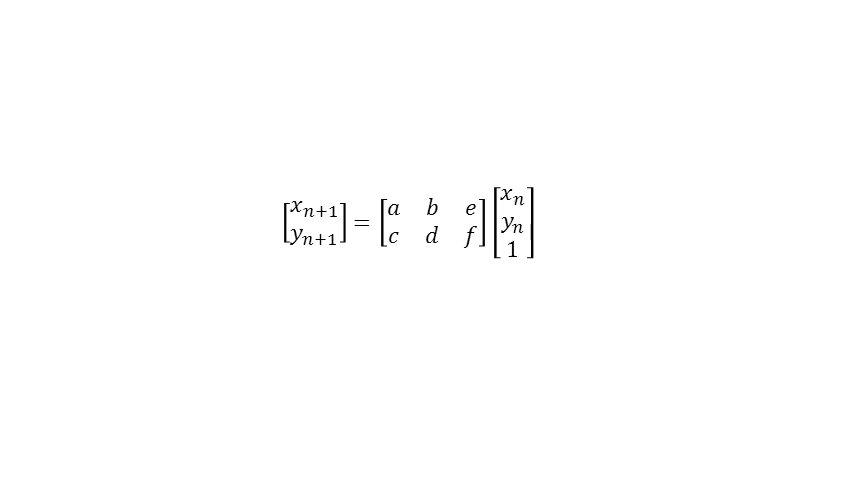 [x_{n+1} y_{n+1}] = [a b e c d f] [x_n y_n 1]